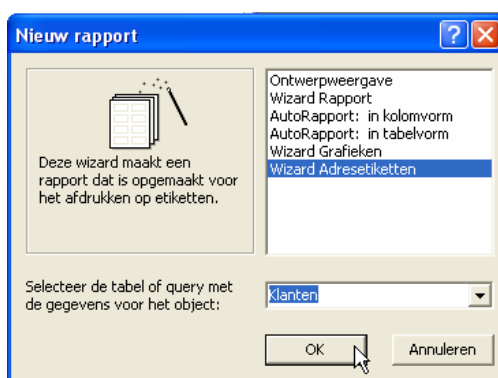 Nieuw rapport
Ontwerpweergave
Wizard Rapport
AutoRapport: in kolomvorm
AutoRapport: in tabelvorm
Wizard Grafieken
Wizard Adresetiketten
Deze wizard maakt een
rapport dat is opgemaakt voor
het afdrukken op etiketten.
Selecteer de tabel of query met
de gegevens voor het object:
Klanten
OK
Annuleren